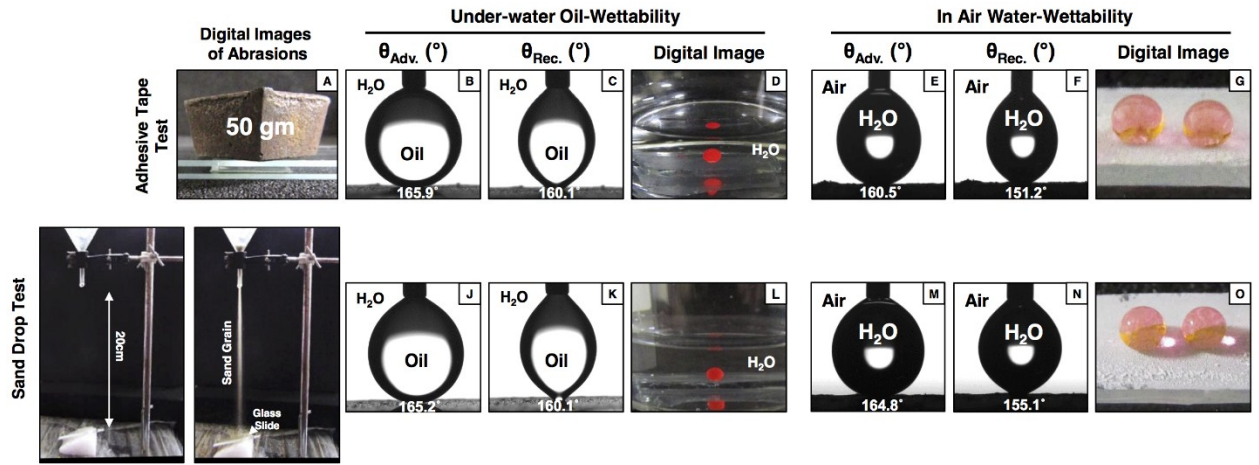 Under-water Oil-Wettability
In Air Water-Wettability
Digital Images
of Abrasions
θAdv. (°)
θRec. (°)
Digital Image
θAdv. (°)
θRec. (°)
Digital Image
Adhesive Tape
Test
A
50 gm
B
H₂O
Oil
165.9°
C
H₂O
Oil
160.1°
D
H₂O
E
Air
H₂O
160.5°
F
Air
H₂O
151.2°
G
Sand Drop Test
20cm
Sand Grain
Glass
Slide
J
H₂O
Oil
165.2°
K
H₂O
Oil
160.1°
L
H₂O
M
Air
H₂O
164.8°
N
Air
H₂O
155.1°
O